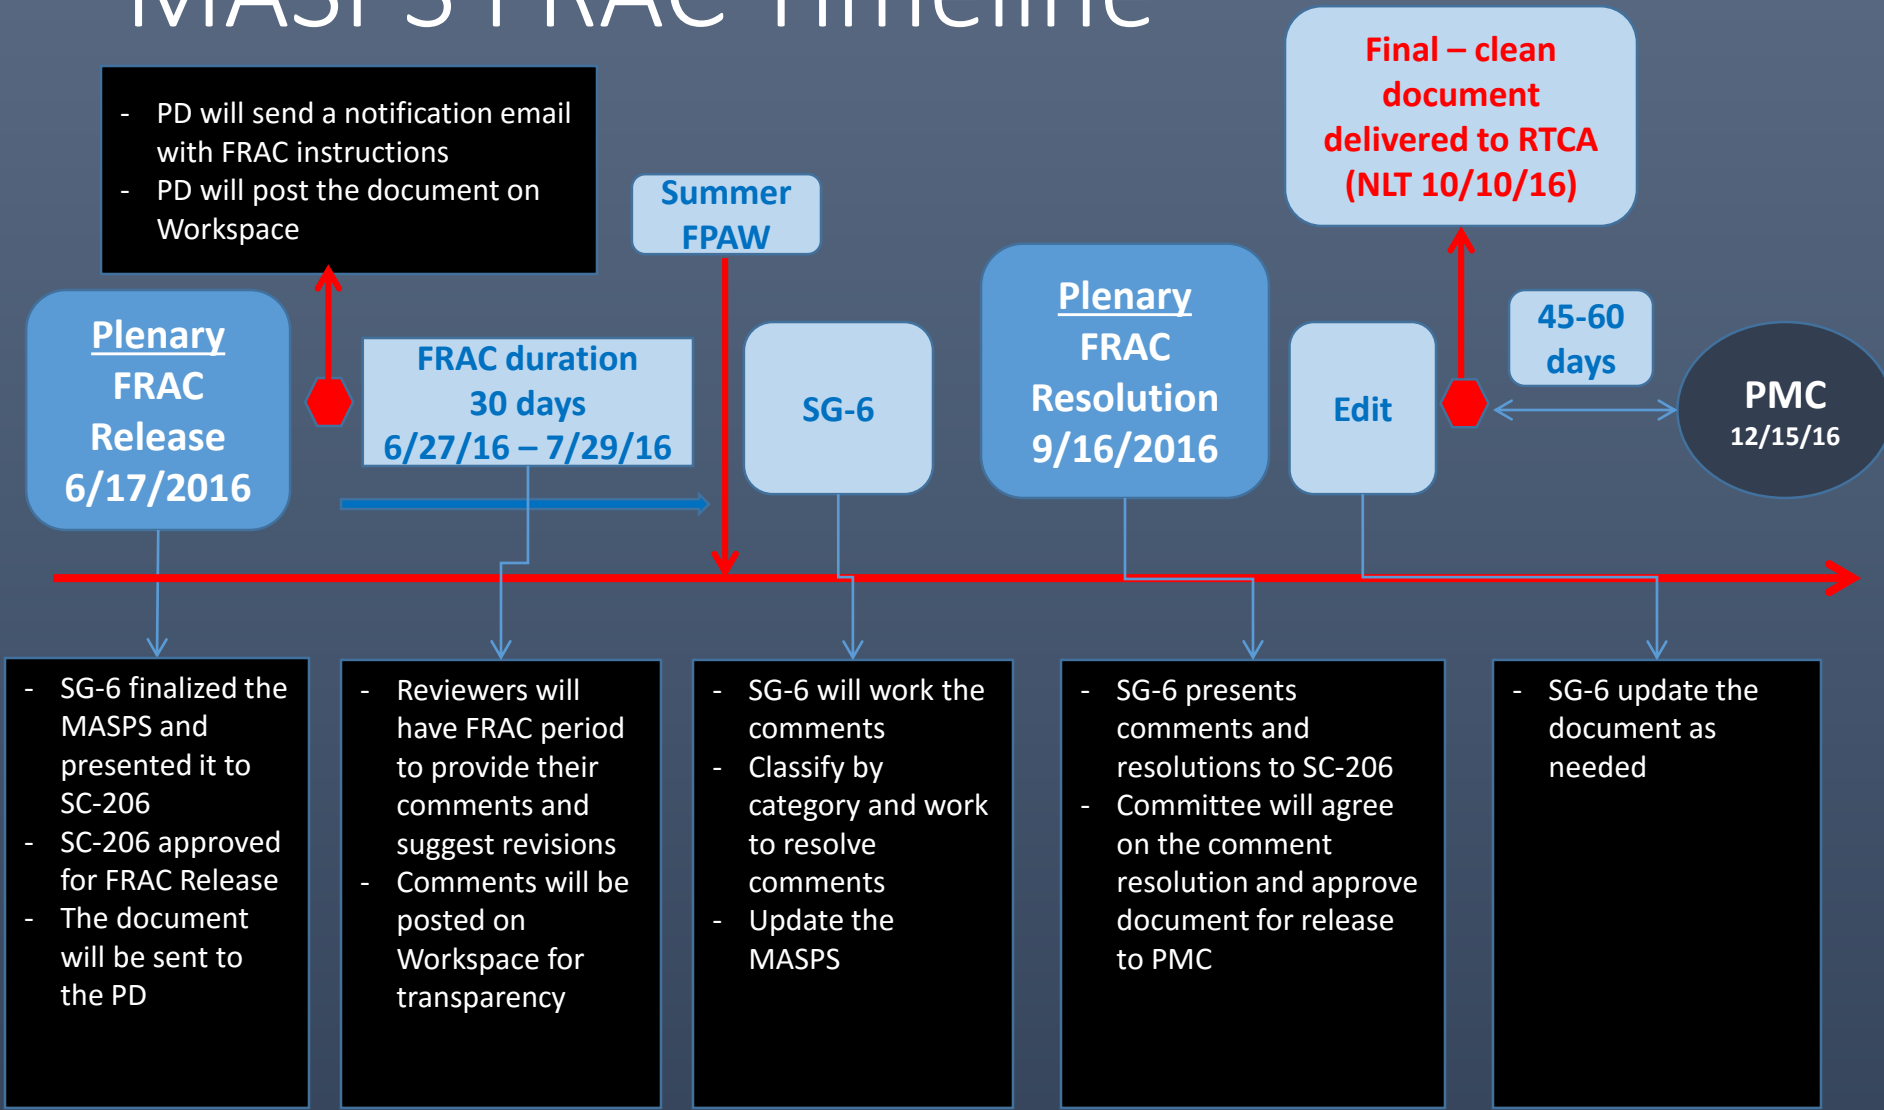 MASPS FRAC Timeline
- PD will send a notification email
with FRAC instructions
- PD will post the document on
Workspace
Summer
FPAW
Final – clean
document
delivered to RTCA
(NLT 10/10/16)
Plenary
FRAC
Release
6/17/2016
FRAC duration
30 days
6/27/16 – 7/29/16
SG-6
Plenary
FRAC
Resolution
9/16/2016
Edit
45-60
days
PMC
12/15/16
- SG-6 finalized the
MASPS and
presented it to
SC-206
- SC-206 approved
for FRAC Release
- The document
will be sent to
the PD
- Reviewers will
have FRAC period
to provide their
comments and
suggest revisions
- Comments will be
posted on
Workspace for
transparency
- SG-6 will work the
comments
- Classify by
category and work
to resolve
comments
- Update the
MASPS
- SG-6 presents
comments and
resolutions to SC-206
- Committee will agree
on the comment
resolution and approve
document for release
to PMC
- SG-6 update the
document as
needed